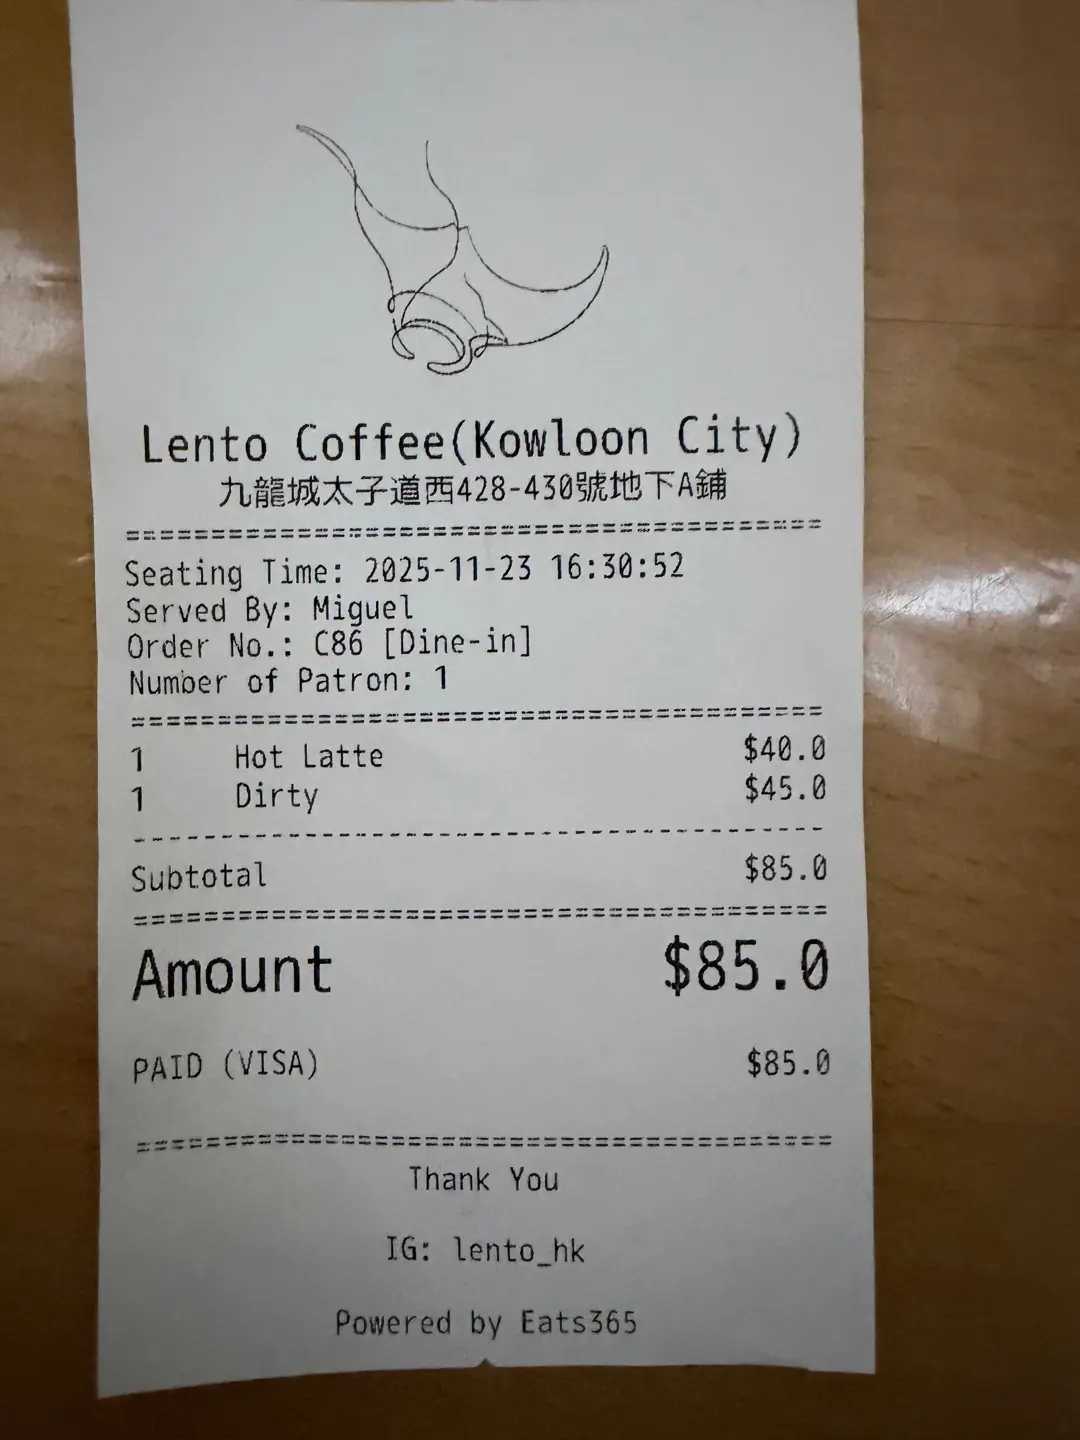 Lento Coffee(Kowloon City)
九龍城太子道西428-430號地下A鋪
========================================
Seating Time: 2025-11-23 16:30:52
Served By: Miguel
Order No.: C86 [Dine-in]
Number of Patron: 1
========================================
1 Hot Latte $40.0
1 Dirty $45.0
----------------------------------------
Subtotal $85.0
========================================
Amount $85.0
PAID (VISA) $85.0
========================================
Thank You
IG: lento_hk
Powered by Eats365